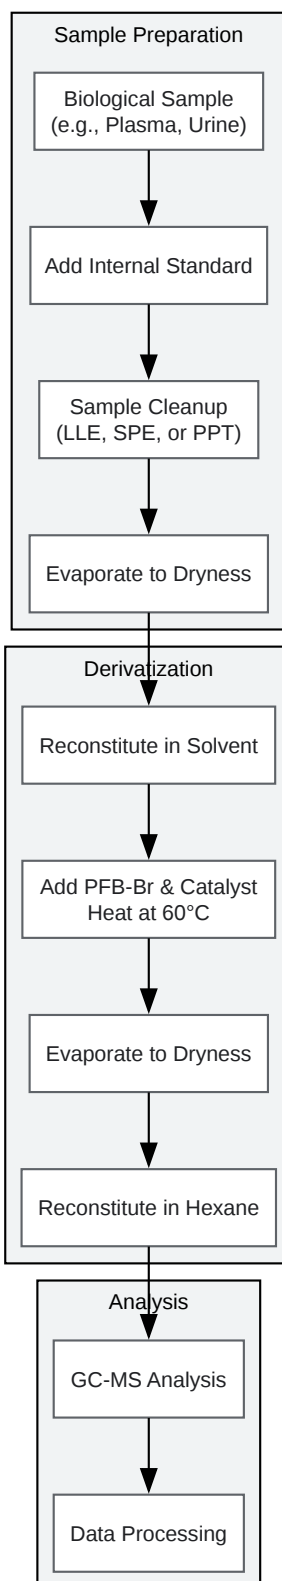 Sample Preparation
Biological Sample
(e.g., Plasma, Urine)
Add Internal Standard
Sample Cleanup
(LLE, SPE, or PPT)
Evaporate to Dryness
Derivatization
Reconstitute in Solvent
Add PFB-Br & Catalyst
Heat at 60°C
Evaporate to Dryness
Reconstitute in Hexane
Analysis
GC-MS Analysis
Data Processing